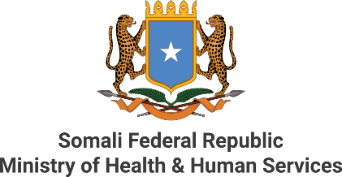 Somali Federal Republic
Ministry of Health & Human Services